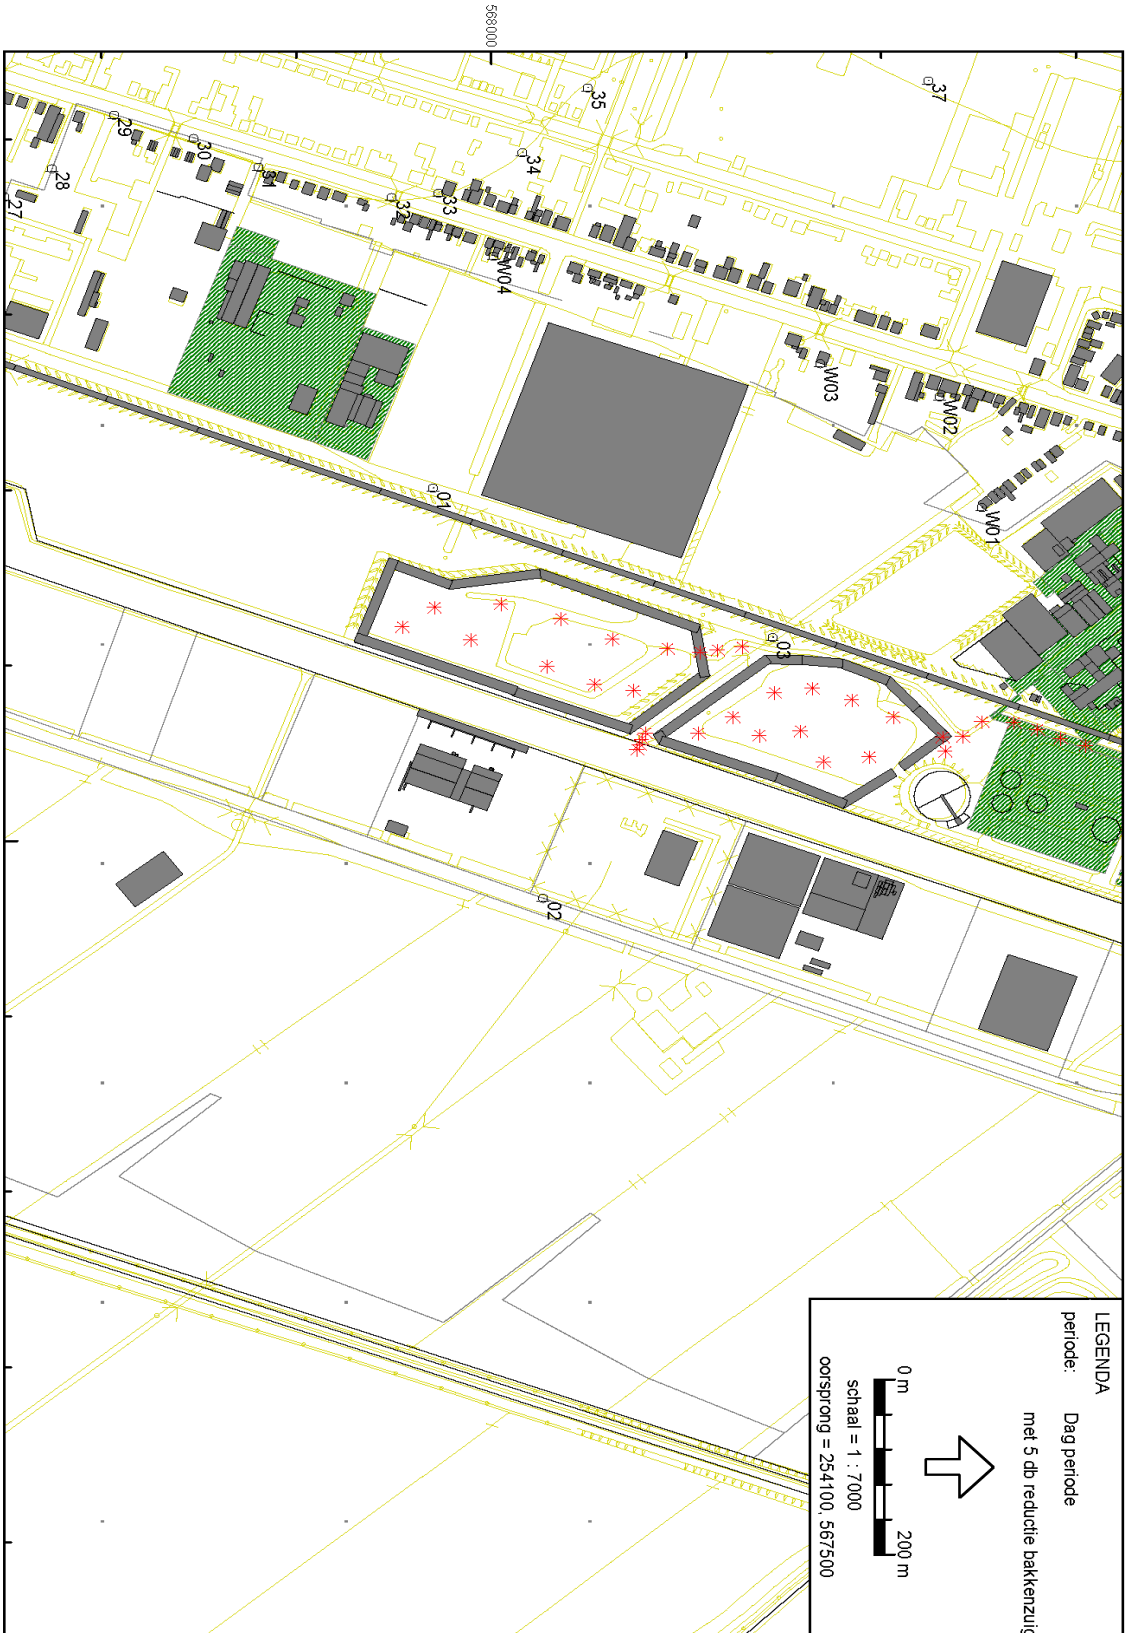 568000
37
35
34
29
30
31
28
27
32
33
W04
W03
W02
W01
01
03
02
LEGENDA
periode: Dag periode
met 5 db reductie
0 m 200 m
schaal = 1 : 7000
oorsprong = 254100, 567500